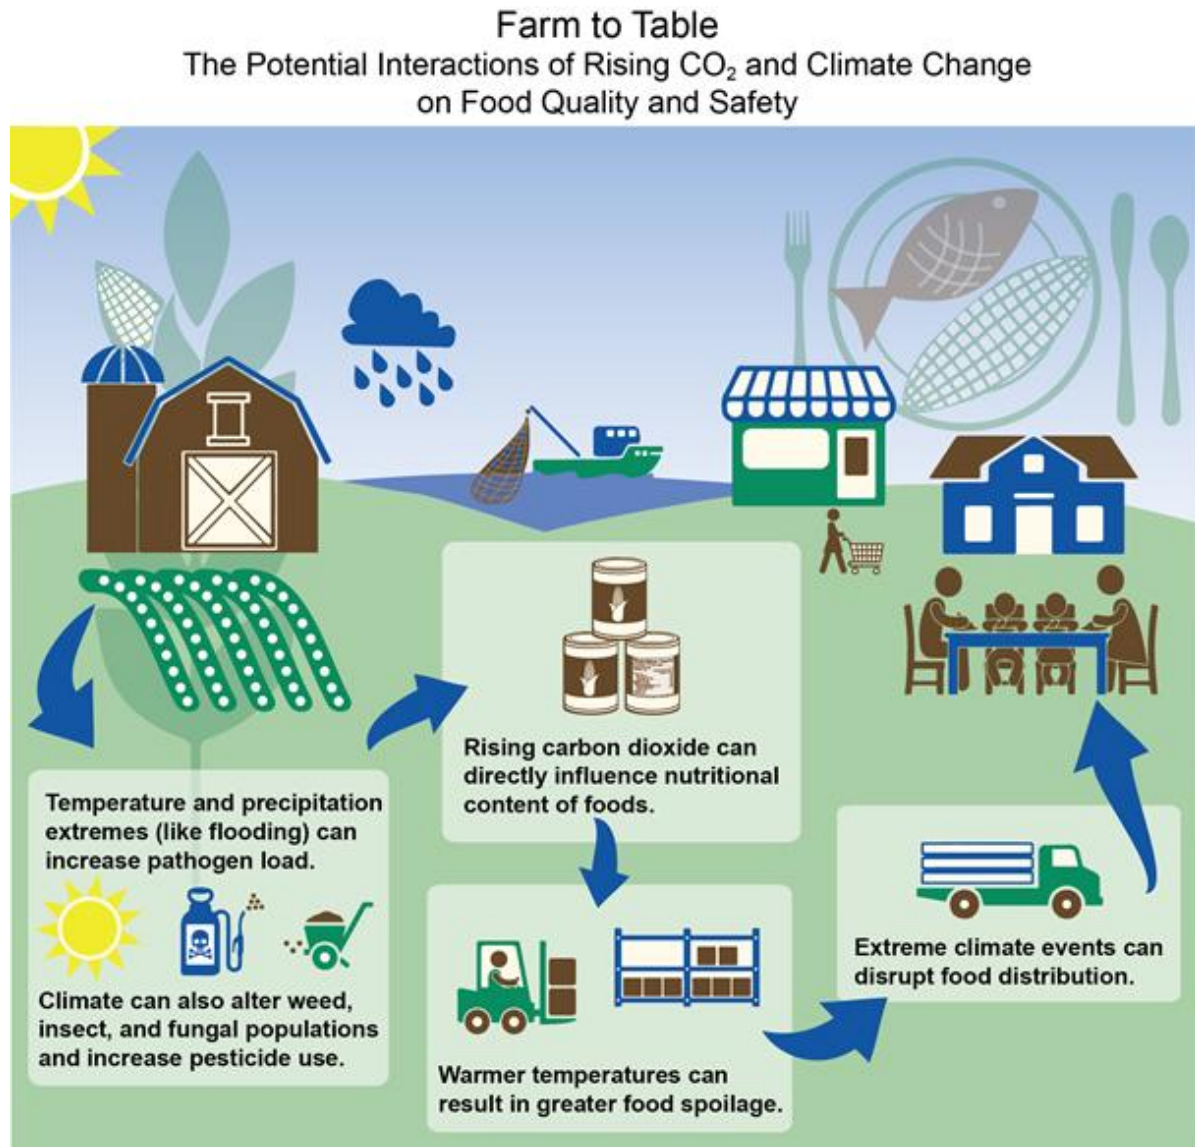 Farm to Table
The Potential Interactions of Rising CO₂ and Climate Change
on Food Quality and Safety
Temperature and precipitation
extremes (like flooding) can
increase pathogen load.
Climate can also alter weed,
insect, and fungal populations
and increase pesticide use.
Rising carbon dioxide can
directly influence nutritional
content of foods.
Warmer temperatures can
result in greater food spoilage.
Extreme climate events can
disrupt food distribution.